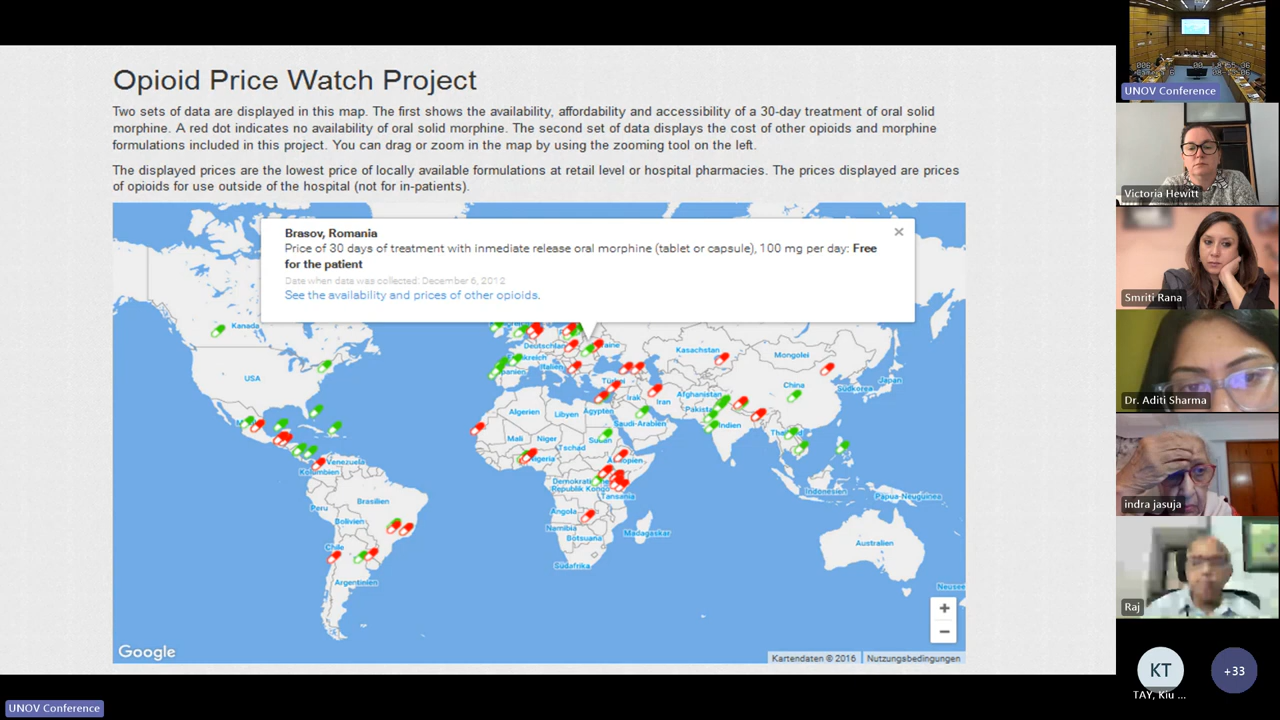 Opioid Price Watch Project
Two sets of data are displayed in this map. The first shows the availability, affordability and accessibility of a 30-day treatment of oral solid
morphine. A red dot indicates no availability of oral solid morphine. The second set of data displays the cost of other opioids and morphine
formulations included in this project. You can drag or zoom in the map by using the zooming tool on the left.
The displayed prices are the lowest price of locally available formulations at retail level or hospital pharmacies. The prices displayed are prices
of opioids for use outside of the hospital (not for in-patients).
Brasov, Romania
Price of 30 days of treatment with inmediate release oral morphine (tablet or capsule), 100 mg per day: Free
for the patient
Date when data was collected: December 6, 2012
See the availability and prices of other opioids.
Kanada
USA
Venezuela
Kolumbien
Peru
Brasilien
Bolivien
Chile
Argentinien
Deutschland
Italien
Algerien
Libyen
Ägypten
Mali
Niger
Tschad
Sudan
Angola
Namibia
Botsuana
Südafrika
Madagaskar
Tansania
Irak
Iran
Saudi-Arabien
Afghanistan
Pakistan
Indien
Kasachstan
Mongolei
China
Südkorea
Japan
Indonesien
Papua-Neuguinea
Australien
Google
+
−
Kartendaten © 2016
Nutzungsbedingungen
UNOV Conference
UNOV Conference
Victoria Hewitt
Smriti Rana
Dr. Aditi Sharma
indra jasuja
Raj
KT
+33
TAY, Kiu ...